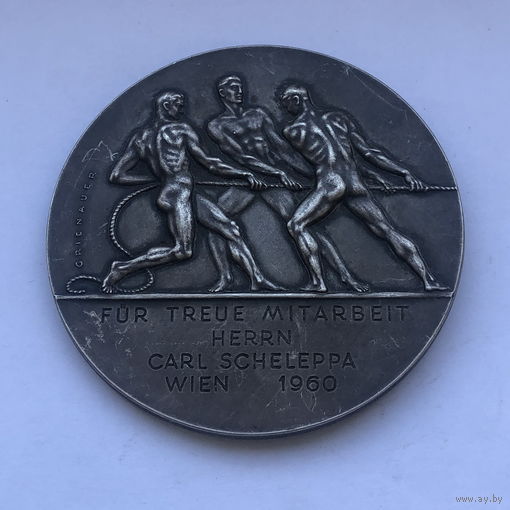 GRIENAUER
FÜR TREUE MITARBEIT
HERRN
CARL SCHELEPPA
WIEN 1960
www.ay.by